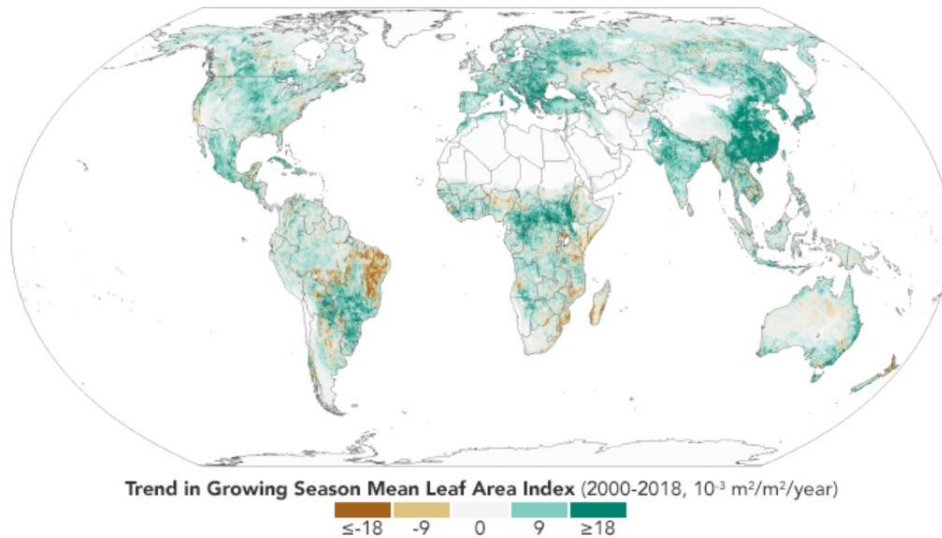 Trend in Growing Season Mean Leaf Area Index (2000-2018, 10⁻³ m²/m²/year)
≤-18 -9 0 9 ≥18